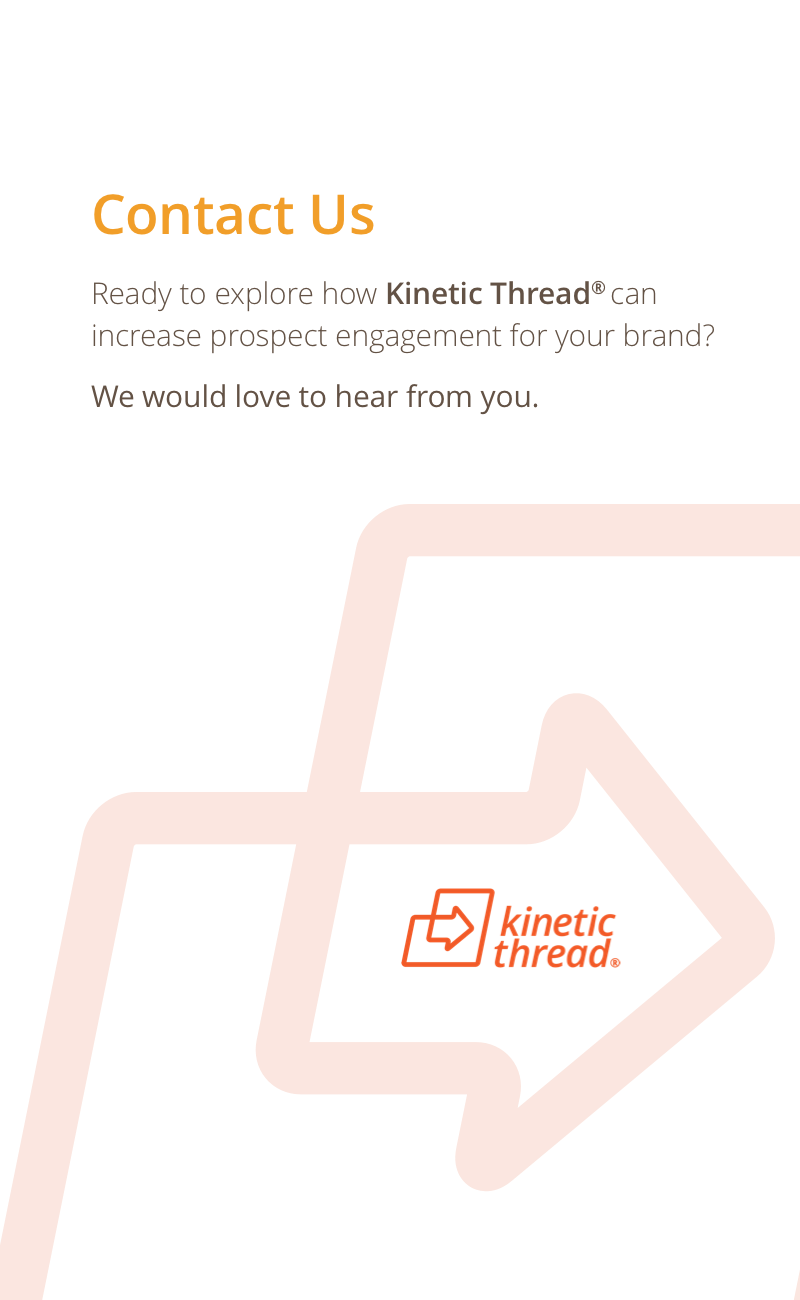 Contact Us
Ready to explore how Kinetic Thread® can
increase prospect engagement for your brand?
We would love to hear from you.
kinetic
thread®